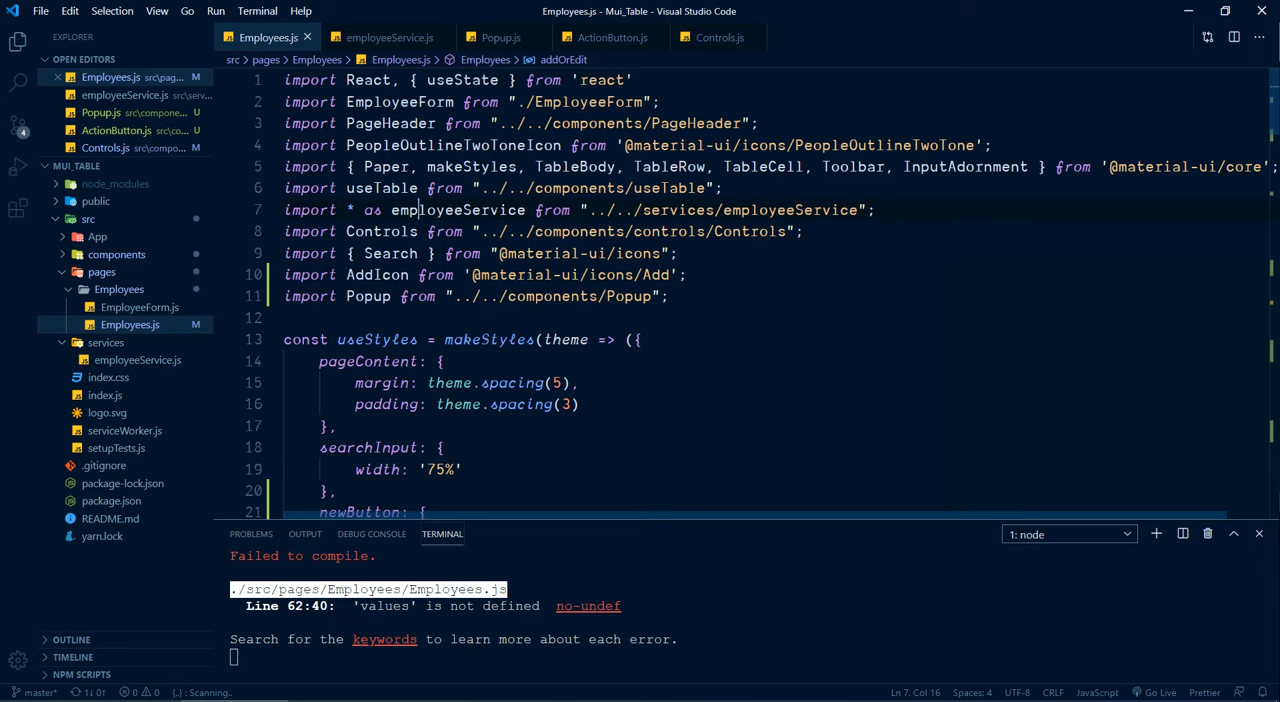 File Edit Selection View Go Run Terminal Help
Employees.js - Mui_Table - Visual Studio Code
EXPLORER
...
Employees.js
employeeService.js
Popup.js
ActionButton.js
Controls.js
src > pages > Employees > Employees.js > Employees > addOrEdit
OPEN EDITORS
Employees.js src\pag... M
employeeService.js src\serv...
Popup.js src\compone... U
ActionButton.js src\co... U
Controls.js src\compo...
MUI_TABLE
node_modules
public
src
App
components
pages
Employees
EmployeeForm.js
Employees.js M
services
employeeService.js
index.css
index.js
logo.svg
serviceWorker.js
setupTests.js
.gitignore
package-lock.json
package.json
README.md
yarn.lock
OUTLINE
TIMELINE
NPM SCRIPTS
4
1 import React, { useState } from 'react'
2 import EmployeeForm from "./EmployeeForm";
3 import PageHeader from "../../components/PageHeader";
4 import PeopleOutlineTwoToneIcon from '@material-ui/icons/PeopleOutlineTwoTone';
5 import { Paper, makeStyles, TableBody, TableRow, TableCell, Toolbar, InputAdornment } from '@material-ui/core';
6 import useTable from "../../components/useTable";
7 import * as employeeService from "../../services/employeeService";
8 import Controls from "../../components/controls/Controls";
9 import { Search } from "@material-ui/icons";
10 import AddIcon from '@material-ui/icons/Add';
11 import Popup from "../../components/Popup";
12
13 const useStyles = makeStyles(theme => ({
14 pageContent: {
15 margin: theme.spacing(5),
16 padding: theme.spacing(3)
17 },
18 searchInput: {
19 width: '75%'
20 },
21 newButton: {
PROBLEMS OUTPUT DEBUG CONSOLE TERMINAL
1: node
Failed to compile.
./src/pages/Employees/Employees.js
Line 62:40: 'values' is not defined no-undef
Search for the keywords to learn more about each error.
master* 1↓ 0↑ 0 0 {..} : Scanning..
Ln 7, Col 16 Spaces: 4 UTF-8 CRLF JavaScript Go Live Prettier